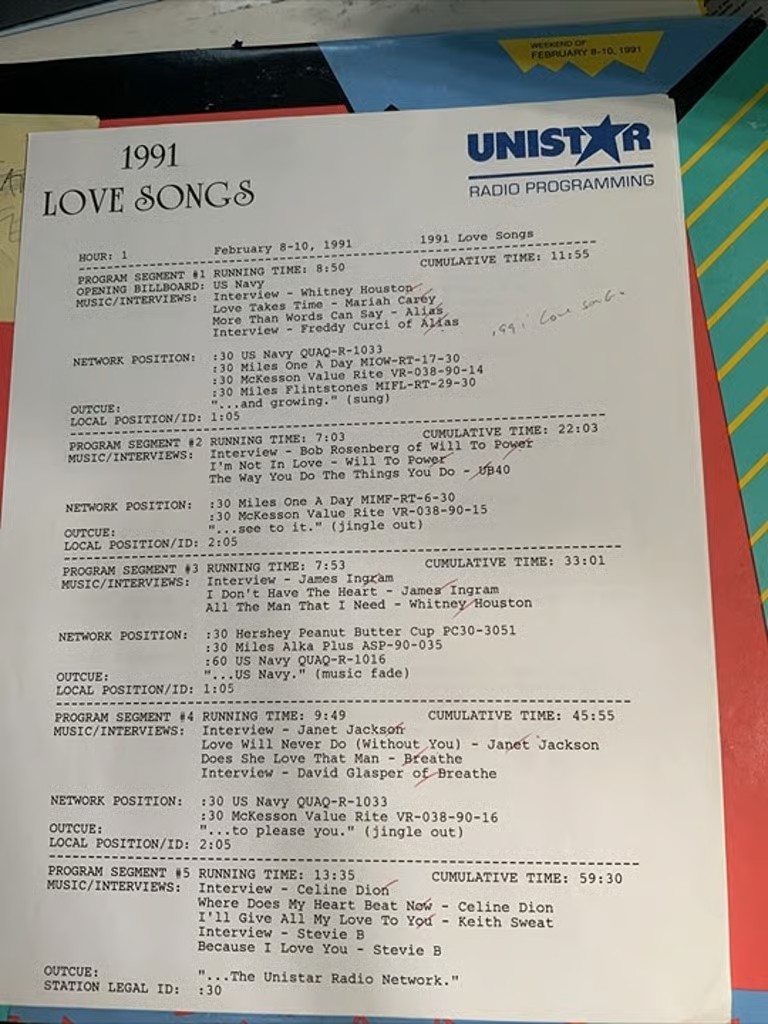 WEEKEND OF
FEBRUARY 8-10, 1991
1991
LOVE SONGS
UNISTAR
RADIO PROGRAMMING
HOUR: 1 February 8-10, 1991 1991 Love Songs
PROGRAM SEGMENT #1 RUNNING TIME: 8:50 CUMULATIVE TIME: 11:55
OPENING BILLBOARD: US Navy
MUSIC/INTERVIEWS: Interview - Whitney Houston
Love Takes Time - Mariah Carey
More Than Words Can Say - Alias
Interview - Freddy Curci of Alias
NETWORK POSITION: :30 US Navy QUAQ-R-1033
:30 Miles One A Day MIOW-RT-17-30
:30 McKesson Value Rite VR-038-90-14
:30 Miles Flintstones MIFL-RT-29-30
OUTCUE: "...and growing." (sung)
LOCAL POSITION/ID: 1:05
PROGRAM SEGMENT #2 RUNNING TIME: 7:03 CUMULATIVE TIME: 22:03
MUSIC/INTERVIEWS: Interview - Bob Rosenberg of Will To Power
I'm Not In Love - Will To Power
The Way You Do The Things You Do - UB40
NETWORK POSITION: :30 Miles One A Day MIMF-RT-6-30
:30 McKesson Value Rite VR-038-90-15
OUTCUE: "...see to it." (jingle out)
LOCAL POSITION/ID: 2:05
PROGRAM SEGMENT #3 RUNNING TIME: 7:53 CUMULATIVE TIME: 33:01
MUSIC/INTERVIEWS: Interview - James Ingram
I Don't Have The Heart - James Ingram
All The Man That I Need - Whitney Houston
NETWORK POSITION: :30 Hershey Peanut Butter Cup PC30-3051
:30 Miles Alka Plus ASP-90-035
:60 US Navy QUAQ-R-1016
OUTCUE: "...US Navy." (music fade)
LOCAL POSITION/ID: 1:05
PROGRAM SEGMENT #4 RUNNING TIME: 9:49 CUMULATIVE TIME: 45:55
MUSIC/INTERVIEWS: Interview - Janet Jackson
Love Will Never Do (Without You) - Janet Jackson
Does She Love That Man - Breathe
Interview - David Glasper of Breathe
NETWORK POSITION: :30 US Navy QUAQ-R-1033
:30 McKesson Value Rite VR-038-90-16
OUTCUE: "...to please you." (jingle out)
LOCAL POSITION/ID: 2:05
PROGRAM SEGMENT #5 RUNNING TIME: 13:35 CUMULATIVE TIME: 59:30
MUSIC/INTERVIEWS: Interview - Celine Dion
Where Does My Heart Beat Now - Celine Dion
I'll Give All My Love To You - Keith Sweat
Interview - Stevie B
Because I Love You - Stevie B
OUTCUE: "...The Unistar Radio Network."
STATION LEGAL ID: :30